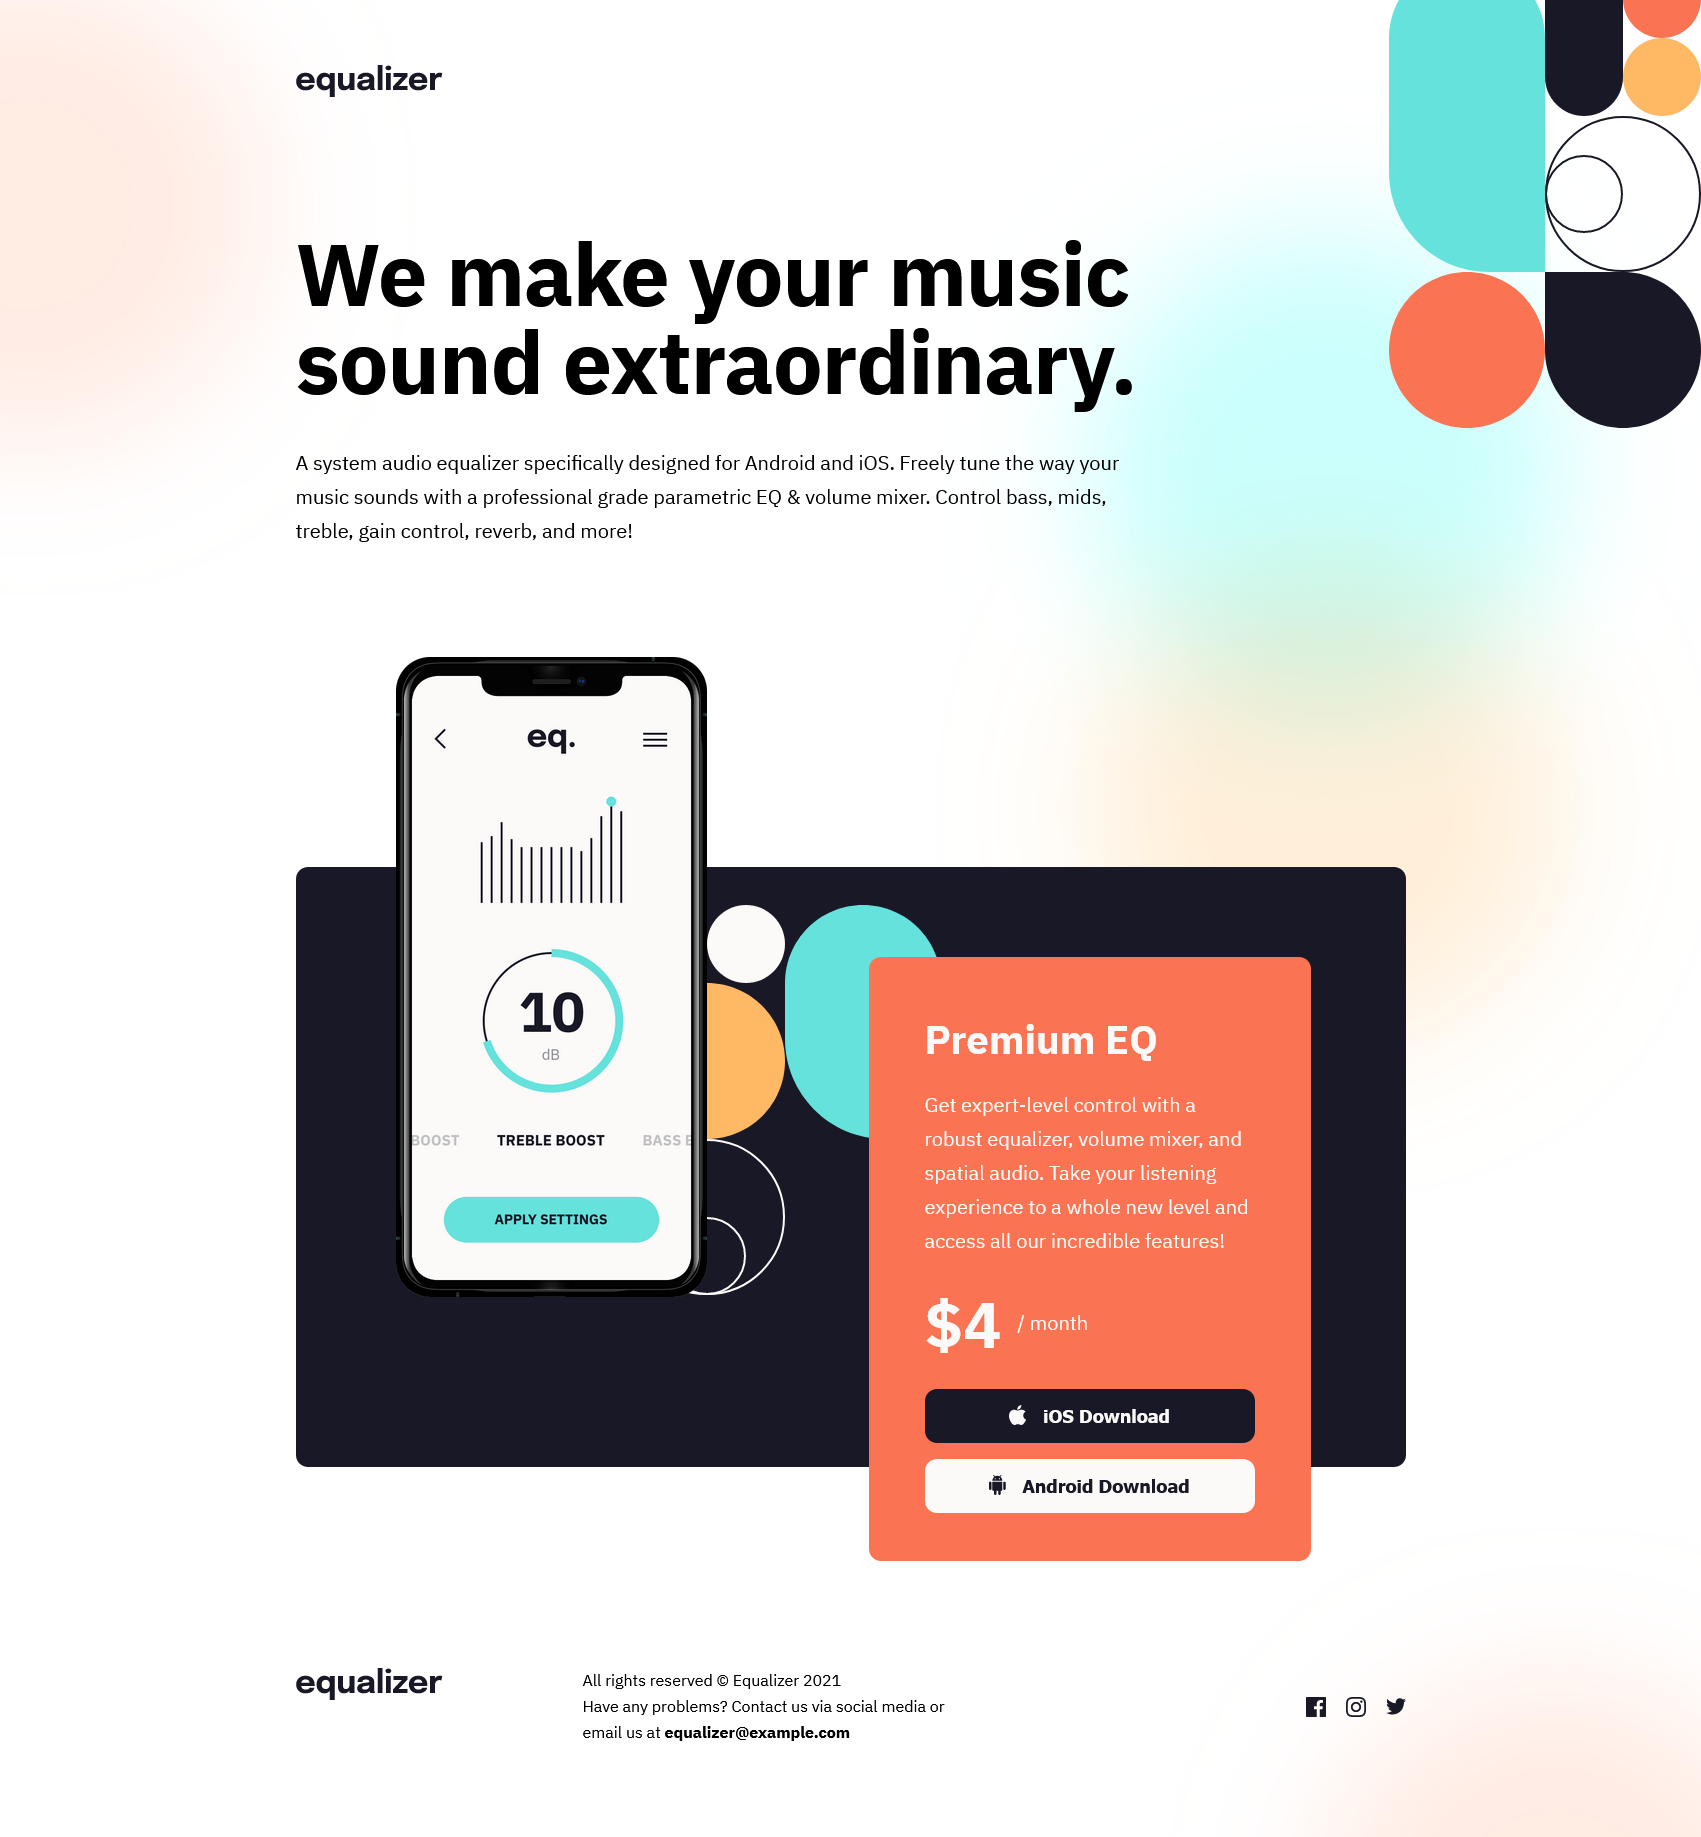 equalizer
We make your music
sound extraordinary.
A system audio equalizer specifically designed for Android and iOS. Freely tune the way your
music sounds with a professional grade parametric EQ & volume mixer. Control bass, mids,
treble, gain control, reverb, and more!
eq.
10
dB
BOOST TREBLE BOOST BASS B
APPLY SETTINGS
Premium EQ
Get expert-level control with a
robust equalizer, volume mixer, and
spatial audio. Take your listening
experience to a whole new level and
access all our incredible features!
$4 / month
iOS Download
Android Download
equalizer
All rights reserved © Equalizer 2021
Have any problems? Contact us via social media or
email us at equalizer@example.com